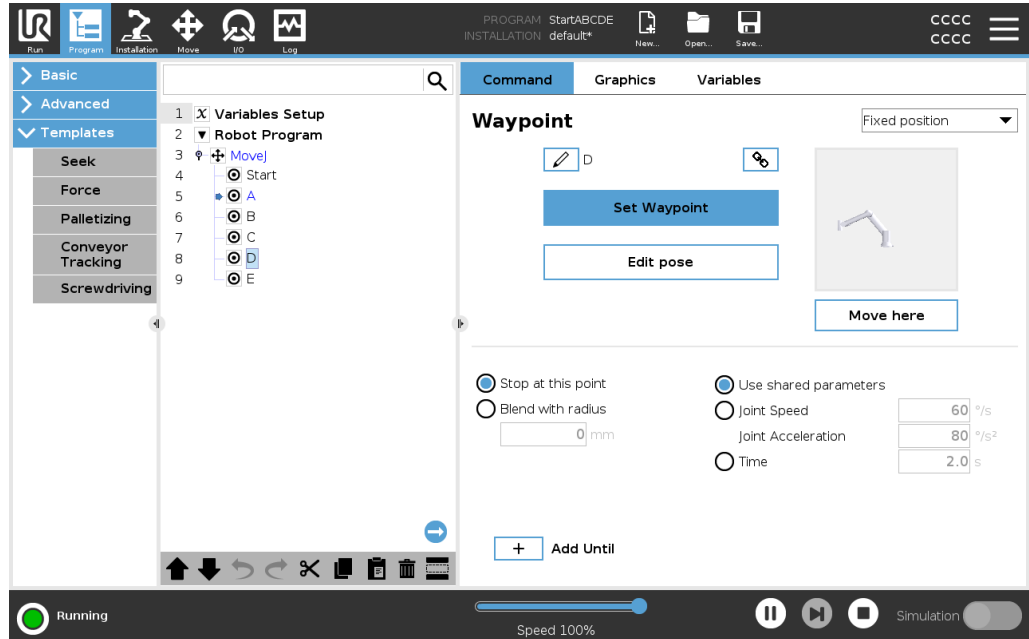 PROGRAM StartABCDE
INSTALLATION default*
UR
Run
Program
Installation
Move
I/O
Log
New...
Open...
Save...
CCCC
CCCC
Basic
Advanced
Templates
Seek
Force
Palletizing
Conveyor
Tracking
Screwdriving
1 X Variables Setup
2 Robot Program
3 MoveJ
4 Start
5 A
6 B
7 C
8 D
9 E
Command Graphics Variables
Waypoint
Fixed position
D
Set Waypoint
Edit pose
Move here
Stop at this point
Blend with radius
0 mm
Use shared parameters
Joint Speed 60 °/s
Joint Acceleration 80 °/s²
Time 2.0 s
+ Add Until
Running
Speed 100%
Simulation